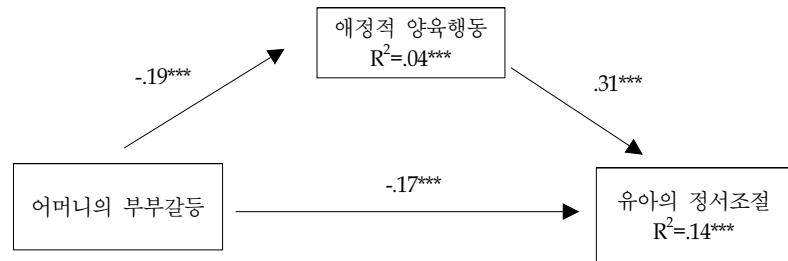 애정적 양육행동
R²=.04***
-.19***
.31***
어머니의 부부갈등
-.17***
유아의 정서조절
R²=.14***